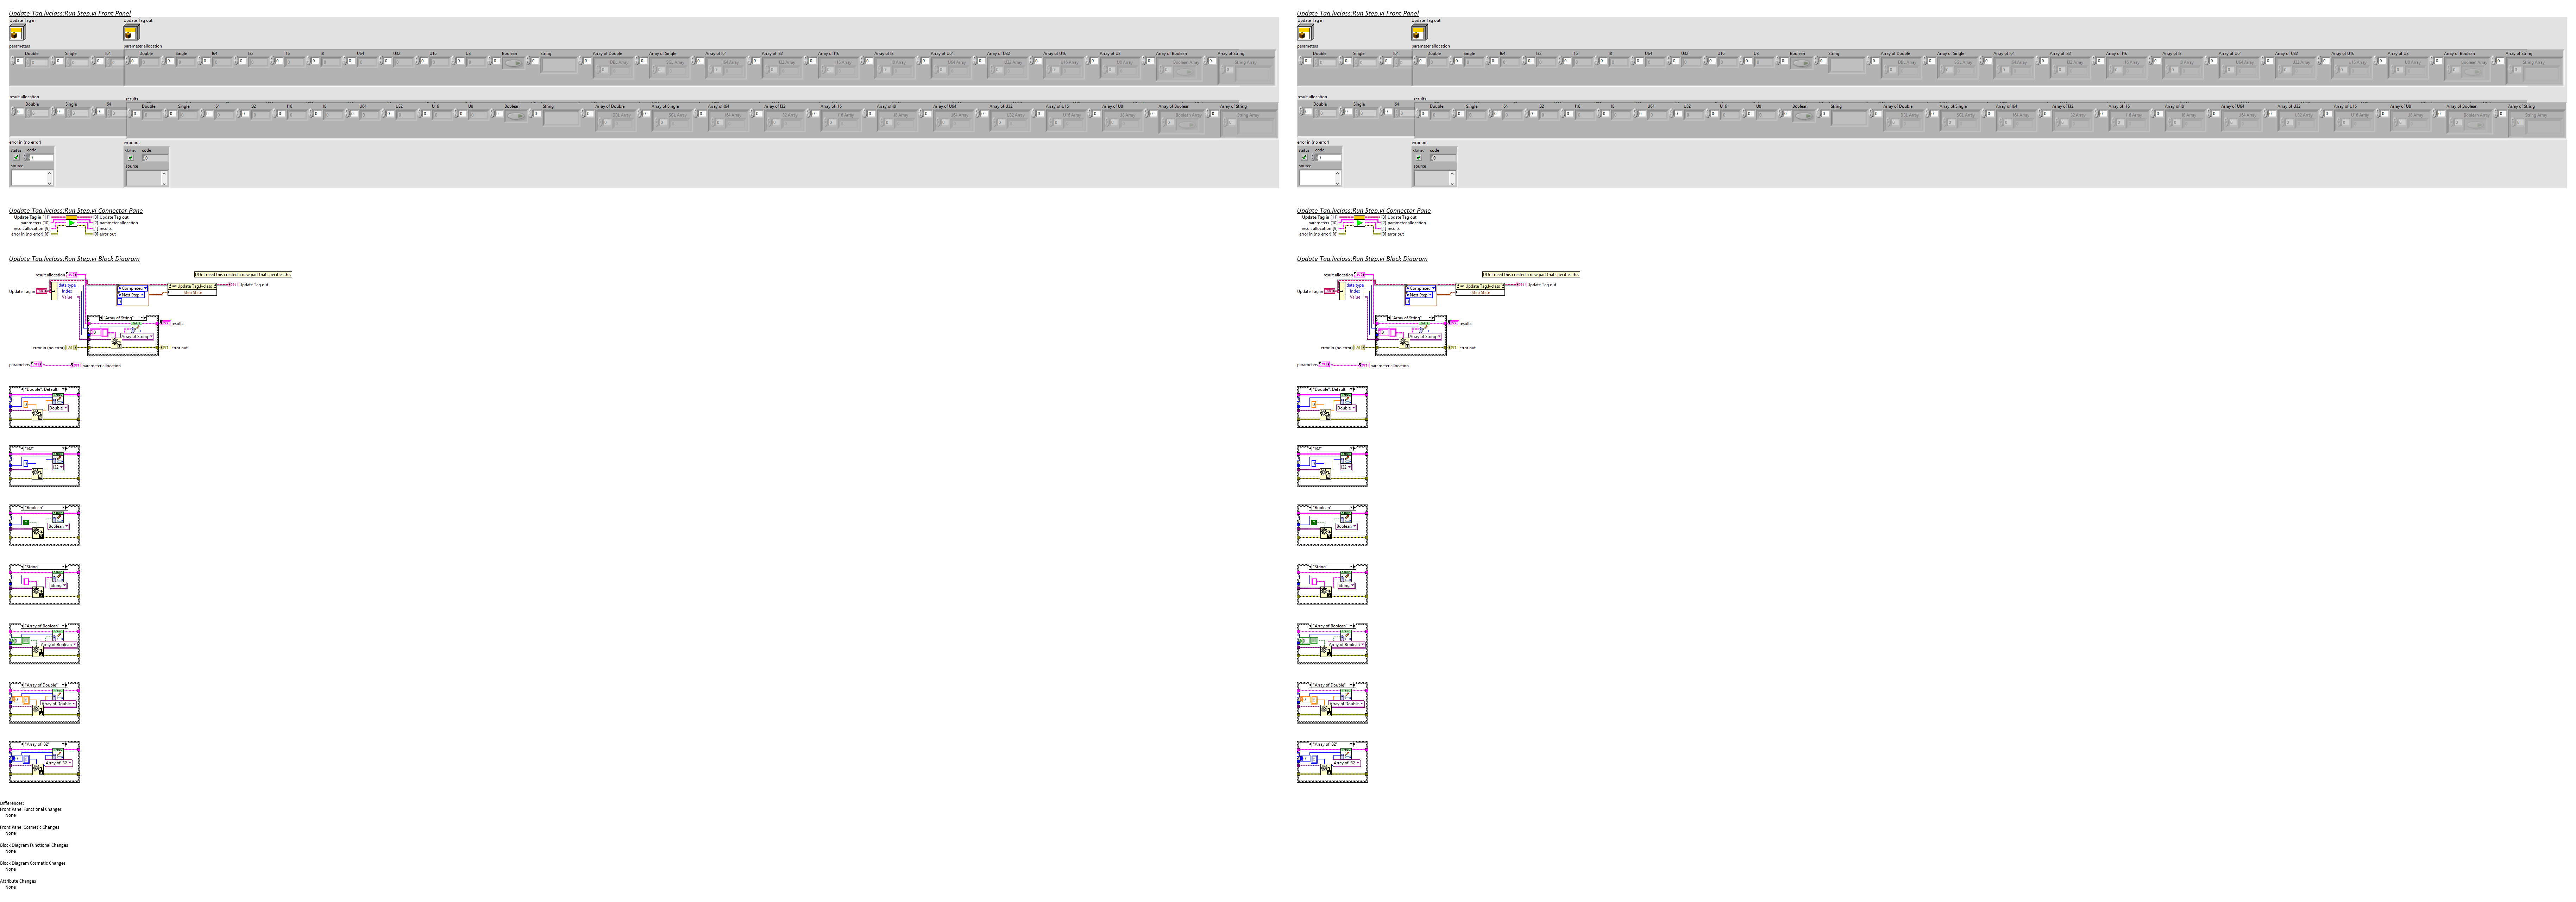 Update Tag.lvclass:Run Step.vi Front Panel
Update Tag in Update Tag out
parameters parameter allocation
Double Single I64 Double Single I64 I32 I16 I8 U64 U32 U16 U8 Boolean String Array of Double Array of Single Array of I64 Array of I32 Array of I16 Array of I8 Array of U64 Array of U32 Array of U16 Array of U8 Array of Boolean Array of String
result allocation results
Double Single I64 Double Single I64 I32 I16 I8 U64 U32 U16 U8 Boolean String Array of Double Array of Single Array of I64 Array of I32 Array of I16 Array of I8 Array of U64 Array of U32 Array of U16 Array of U8 Array of Boolean Array of String
error in (no error) error out
status code status code
source source
Update Tag.lvclass:Run Step.vi Connector Pane
Update Tag in [11] [3] Update Tag out
parameters [10] [2] parameter allocation
result allocation [9] [1] results
error in (no error) [8] [0] error out
Update Tag.lvclass:Run Step.vi Block Diagram
DOnt need this created a new part that specifies this
result allocation
data type
Update Tag in Index
Value
Completed
Next Step
Update Tag.lvclass
Step State
Update Tag out
"Array of String"
results
Array of String
error in (no error) error out
parameters parameter allocation
"Double", Default
Double
"I32"
I32
"Boolean"
Boolean
"String"
String
"Array of Boolean"
Array of Boolean
"Array of Double"
Array of Double
"Array of I32"
Array of I32
Differences:
Front Panel Functional Changes
None
Front Panel Cosmetic Changes
None
Block Diagram Functional Changes
None
Block Diagram Cosmetic Changes
None
Attribute Changes
None
Update Tag.lvclass:Run Step.vi Front Panel
Update Tag in Update Tag out
parameters parameter allocation
Double Single I64 Double Single I64 I32 I16 I8 U64 U32 U16 U8 Boolean String Array of Double Array of Single Array of I64 Array of I32 Array of I16 Array of I8 Array of U64 Array of U32 Array of U16 Array of U8 Array of Boolean Array of String
result allocation results
Double Single I64 Double Single I64 I32 I16 I8 U64 U32 U16 U8 Boolean String Array of Double Array of Single Array of I64 Array of I32 Array of I16 Array of I8 Array of U64 Array of U32 Array of U16 Array of U8 Array of Boolean Array of String
error in (no error) error out
status code status code
source source
Update Tag.lvclass:Run Step.vi Connector Pane
Update Tag in [11] [3] Update Tag out
parameters [10] [2] parameter allocation
result allocation [9] [1] results
error in (no error) [8] [0] error out
Update Tag.lvclass:Run Step.vi Block Diagram
DOnt need this created a new part that specifies this
result allocation
data type
Update Tag in Index
Value
Completed
Next Step
Update Tag.lvclass
Step State
Update Tag out
"Array of String"
results
Array of String
error in (no error) error out
parameters parameter allocation
"Double", Default
Double
"I32"
I32
"Boolean"
Boolean
"String"
String
"Array of Boolean"
Array of Boolean
"Array of Double"
Array of Double
"Array of I32"
Array of I32